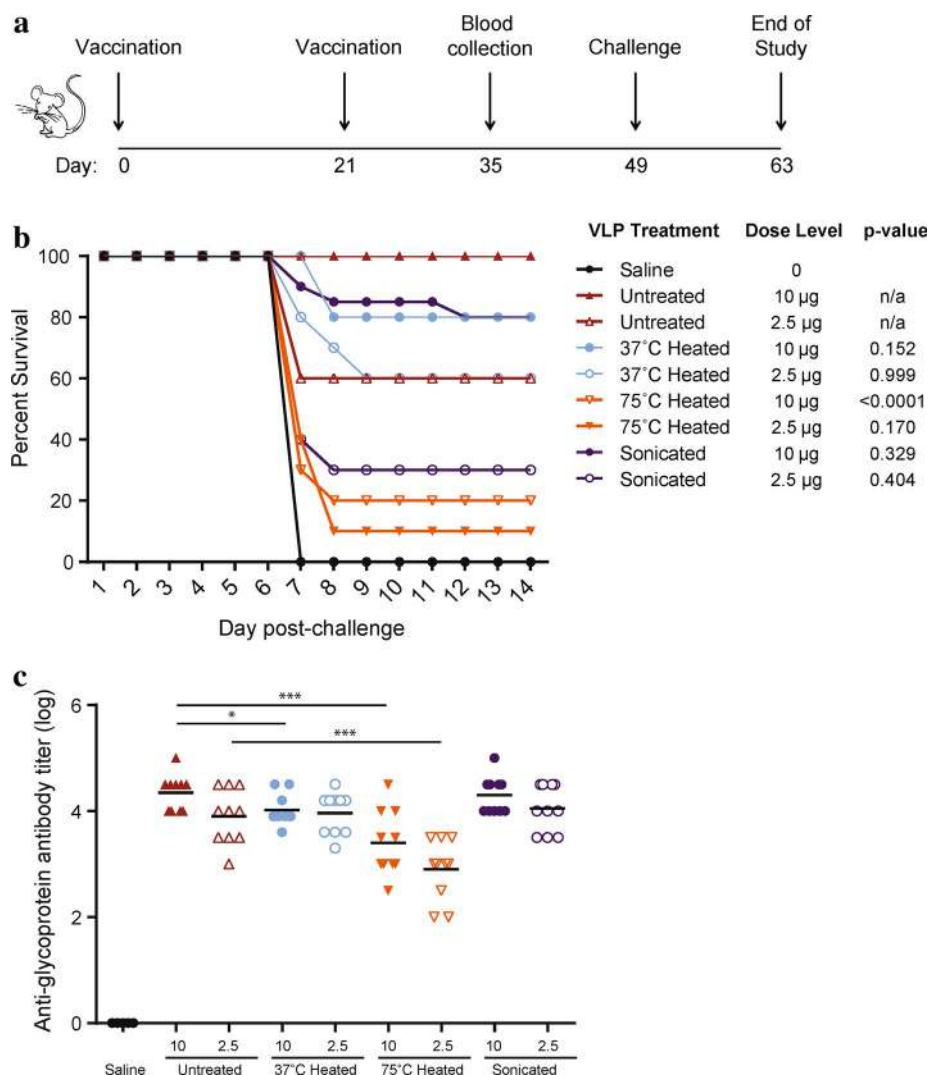 a
Vaccination Vaccination Blood collection Challenge End of Study
Day: 0 21 35 49 63
b
Percent Survival
100
80
60
40
20
0
1 2 3 4 5 6 7 8 9 10 11 12 13 14
Day post-challenge
VLP Treatment Dose Level p-value
Saline 0
Untreated 10 µg n/a
Untreated 2.5 µg n/a
37°C Heated 10 µg 0.152
37°C Heated 2.5 µg 0.999
75°C Heated 10 µg <0.0001
75°C Heated 2.5 µg 0.170
Sonicated 10 µg 0.329
Sonicated 2.5 µg 0.404
c
Anti-glycoprotein antibody titer (log)
6
4
2
0
***
*
***
10 2.5 10 2.5 10 2.5 10 2.5
Saline Untreated 37°C Heated 75°C Heated Sonicated